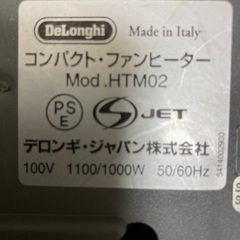 DeLonghi Made in Italy
コンパクト・ファンヒーター
Mod.HTM02
PS
E
S JET
デロンギ・ジャパン株式会社
100V 1100/1000W 50/60Hz
5414002900